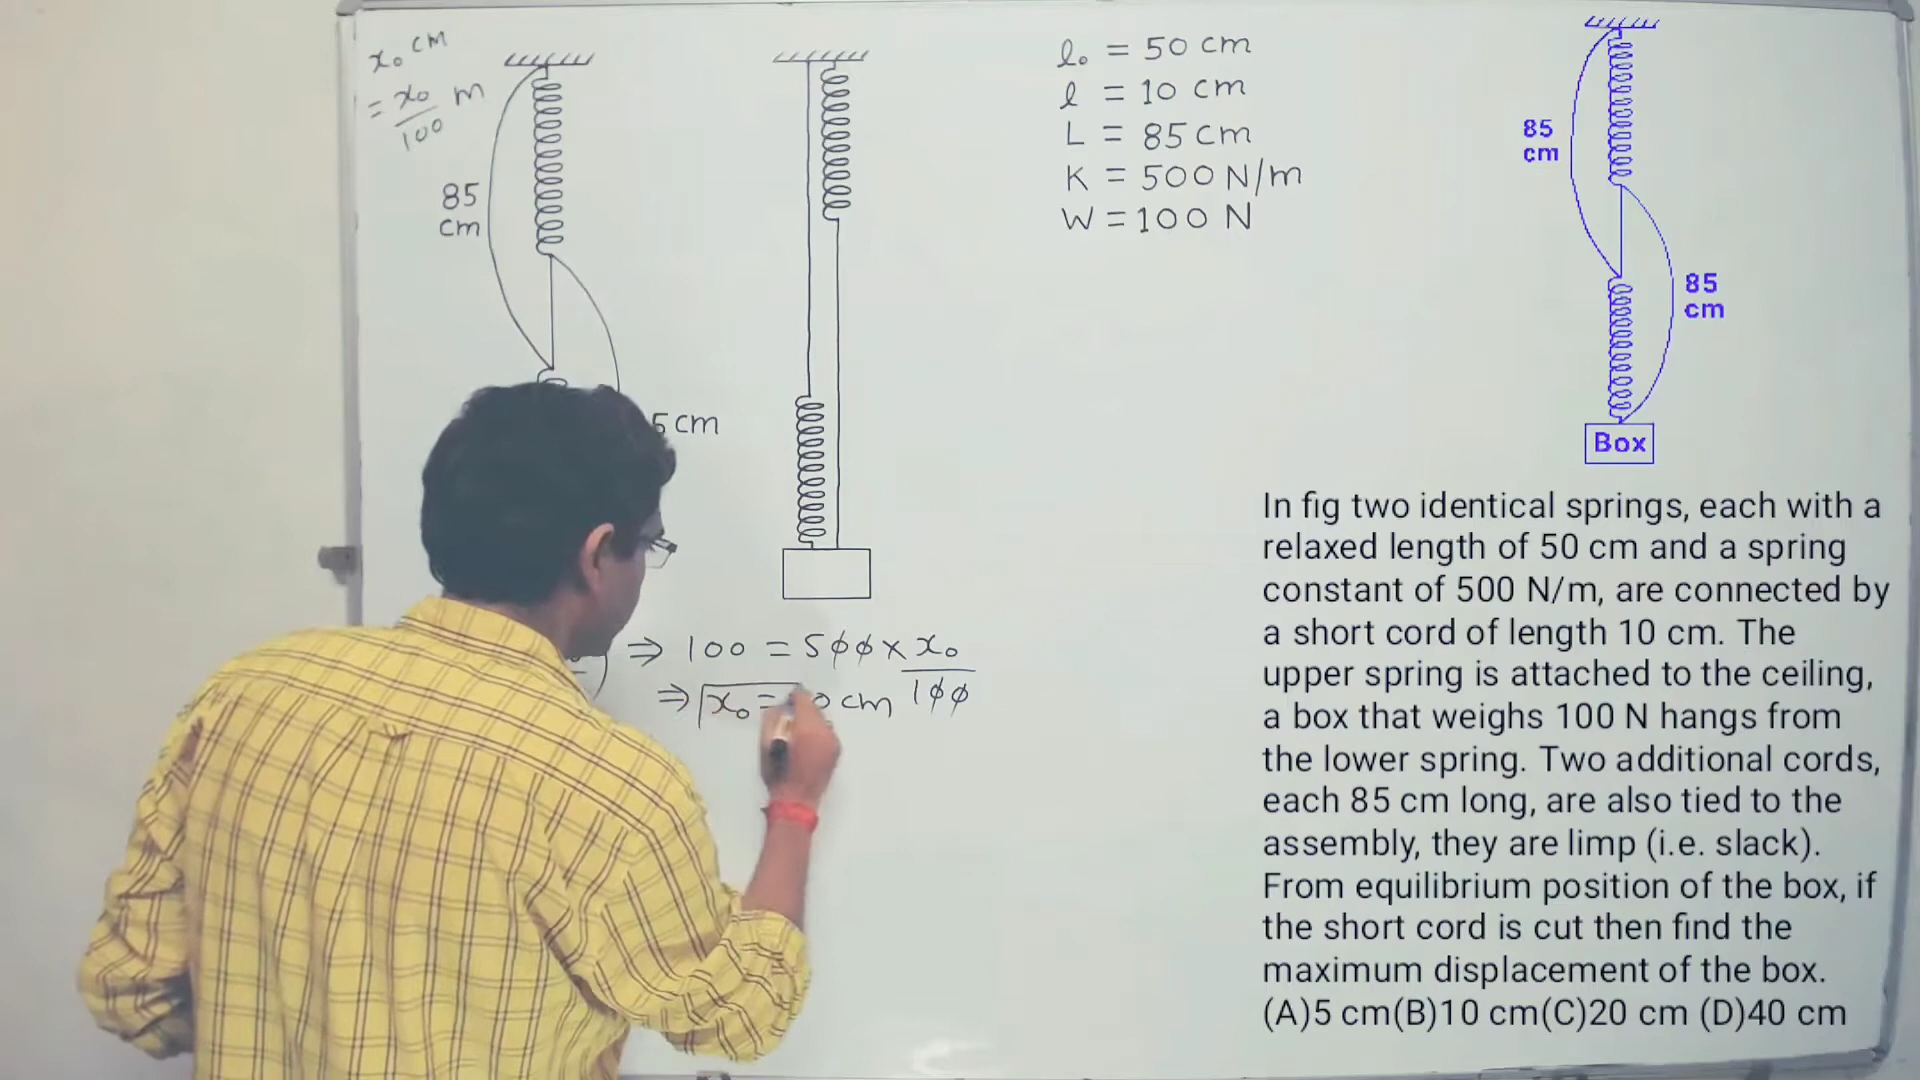 x₀ cm
= x₀/100 m
85
cm
5 cm
⇒ 100 = 500 × x₀/100
⇒ x₀ = 0 cm
l₀ = 50 cm
l = 10 cm
L = 85 cm
K = 500 N/m
W = 100 N
85
cm
85
cm
Box
In fig two identical springs, each with a
relaxed length of 50 cm and a spring
constant of 500 N/m, are connected by
a short cord of length 10 cm. The
upper spring is attached to the ceiling,
a box that weighs 100 N hangs from
the lower spring. Two additional cords,
each 85 cm long, are also tied to the
assembly, they are limp (i.e. slack).
From equilibrium position of the box, if
the short cord is cut then find the
maximum displacement of the box.
(A)5 cm(B)10 cm(C)20 cm (D)40 cm